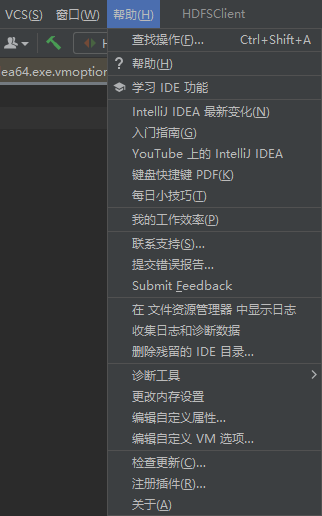 VCS(S) 窗口(W) 帮助(H) HDFSClient
查找操作(F)... Ctrl+Shift+A
? 帮助(H)
学习 IDE 功能
ea64.exe.vmoption
IntelliJ IDEA 最新变化(N)
入门指南(G)
YouTube 上的 IntelliJ IDEA
键盘快捷键 PDF(K)
每日小技巧(T)
我的工作效率(P)
联系支持(S)...
提交错误报告...
Submit Feedback
在 文件资源管理器 中显示日志
收集日志和诊断数据
删除残留的 IDE 目录...
诊断工具
更改内存设置
编辑自定义属性...
编辑自定义 VM 选项...
检查更新(C)...
注册插件(R)...
关于(A)